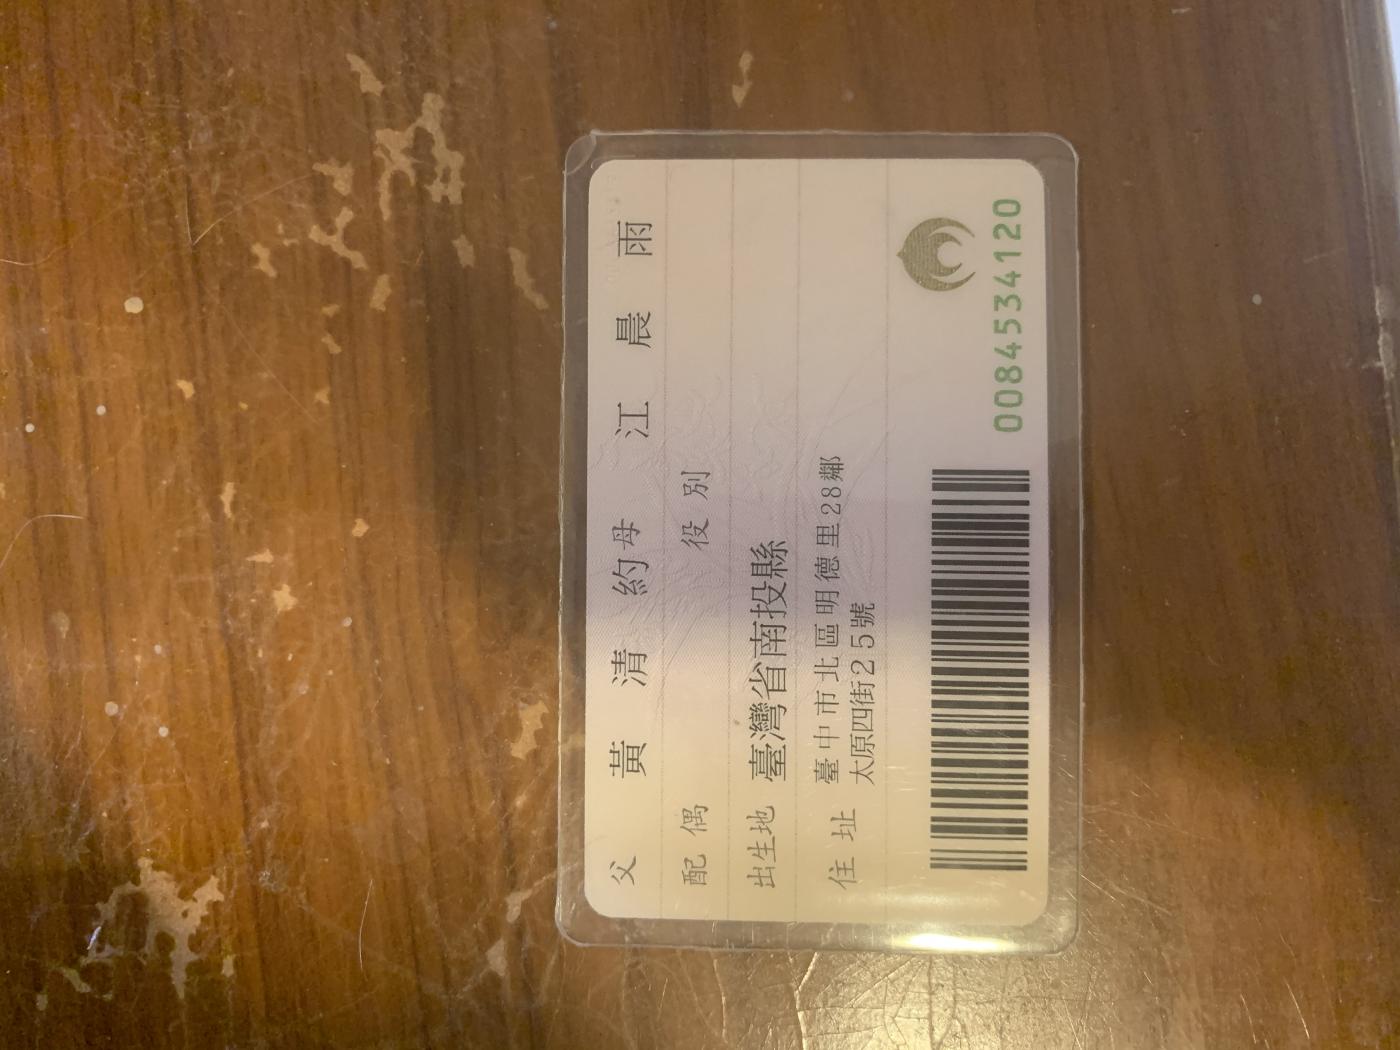 父 黃清約 母 江晨雨
配偶 役別
出生地 臺灣省南投縣
住址 臺中市北區明德里28鄰
太原四街25號
0084534120